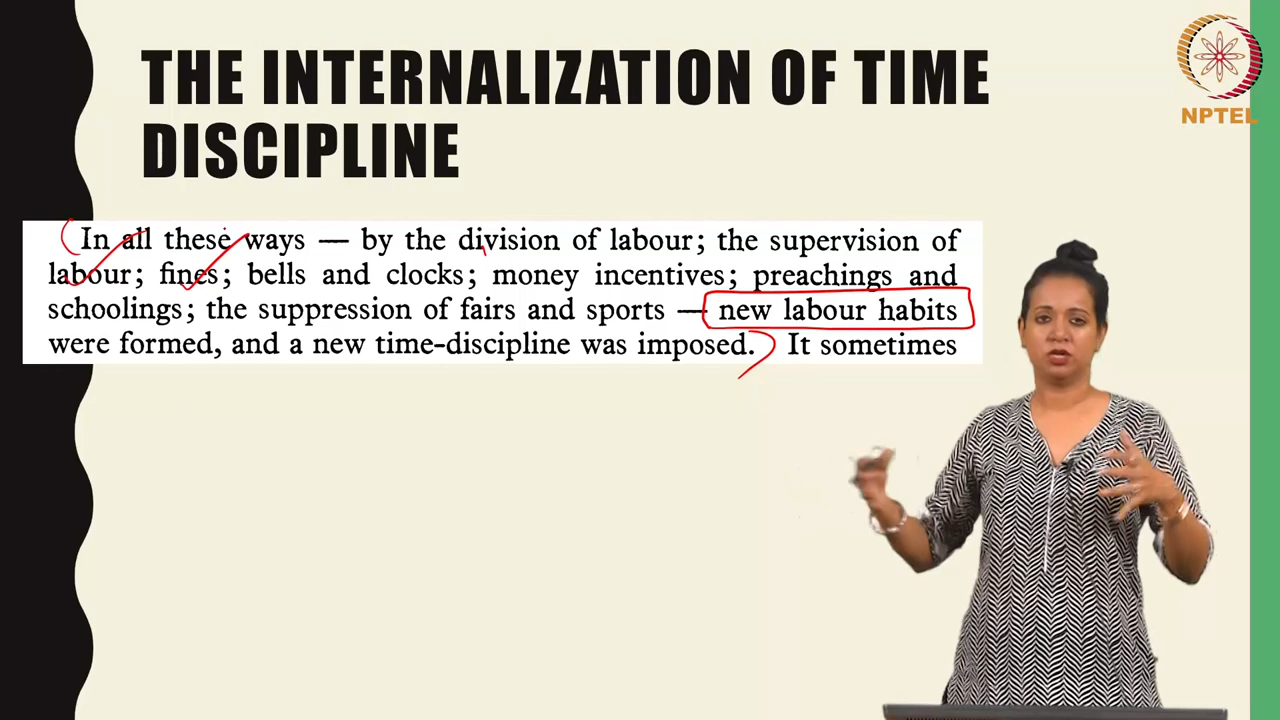 THE INTERNALIZATION OF TIME
DISCIPLINE
NPTEL
In all these ways — by the division of labour; the supervision of
labour; fines; bells and clocks; money incentives; preachings and
schoolings; the suppression of fairs and sports — new labour habits
were formed, and a new time-discipline was imposed. It sometimes